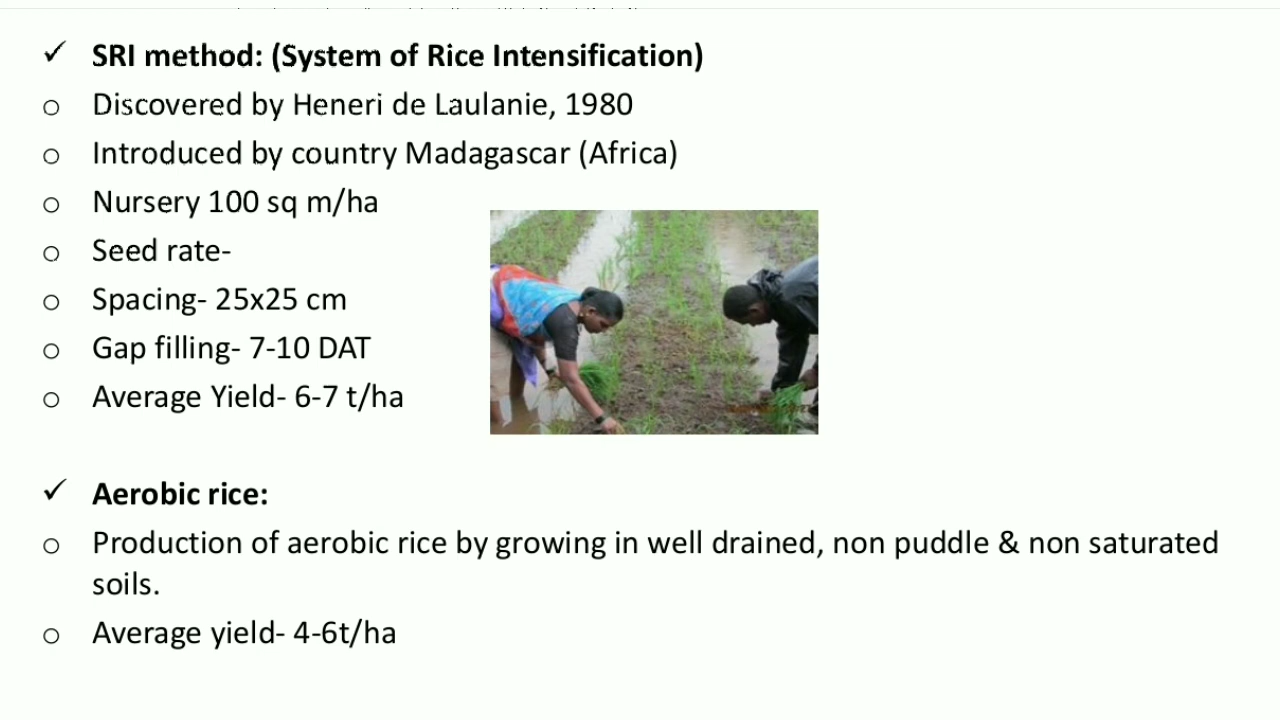 ✓ SRI method: (System of Rice Intensification)
o Discovered by Heneri de Laulanie, 1980
o Introduced by country Madagascar (Africa)
o Nursery 100 sq m/ha
o Seed rate-
o Spacing- 25x25 cm
o Gap filling- 7-10 DAT
o Average Yield- 6-7 t/ha
✓ Aerobic rice:
o Production of aerobic rice by growing in well drained, non puddle & non saturated
soils.
o Average yield- 4-6t/ha